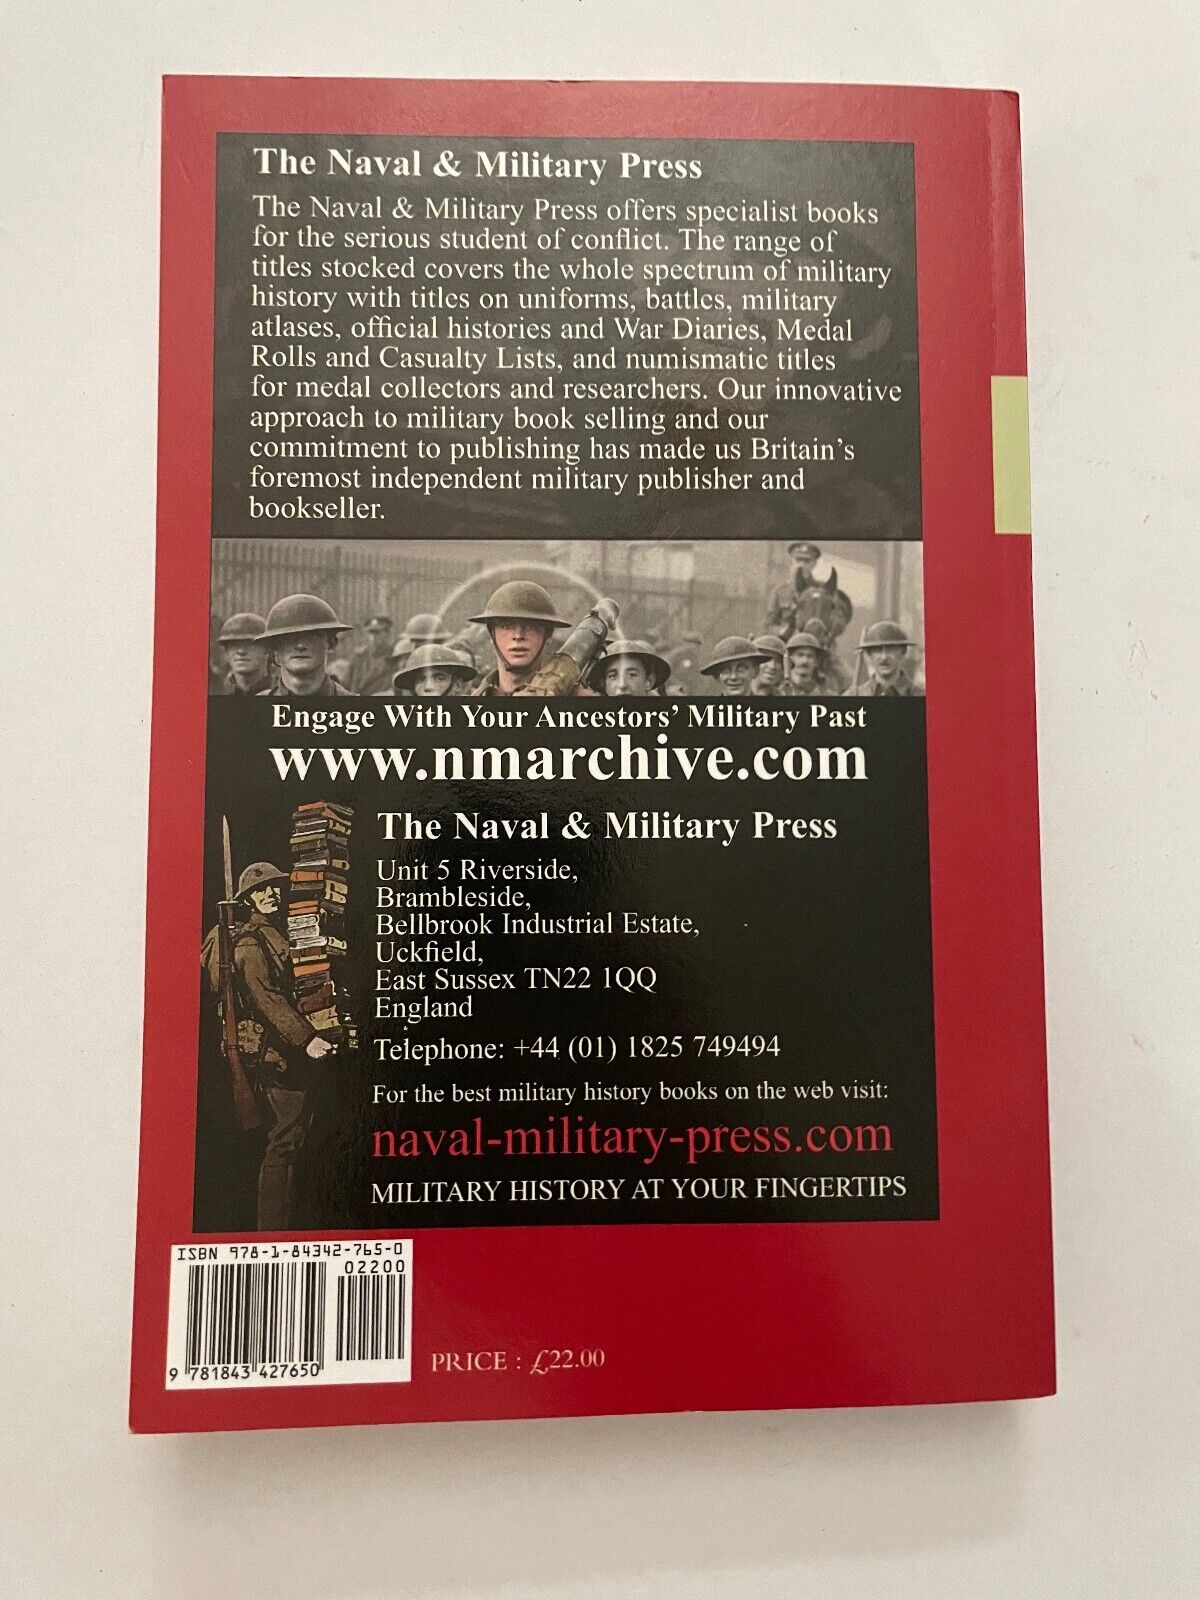 The Naval & Military Press
The Naval & Military Press offers specialist books
for the serious student of conflict. The range of
titles stocked covers the whole spectrum of military
history with titles on uniforms, battles, military
atlases, official histories and War Diaries, Medal
Rolls and Casualty Lists, and numismatic titles
for medal collectors and researchers. Our innovative
approach to military book selling and our
commitment to publishing has made us Britain's
foremost independent military publisher and
bookseller.
Engage With Your Ancestors' Military Past
www.nmarchive.com
The Naval & Military Press
Unit 5 Riverside,
Brambleside,
Bellbrook Industrial Estate,
Uckfield,
East Sussex TN22 1QQ
England
Telephone: +44 (01) 1825 749494
For the best military history books on the web visit:
naval-military-press.com
MILITARY HISTORY AT YOUR FINGERTIPS
ISBN 978-1-84342-765-0
02200
9 781843 427650
PRICE : £22.00